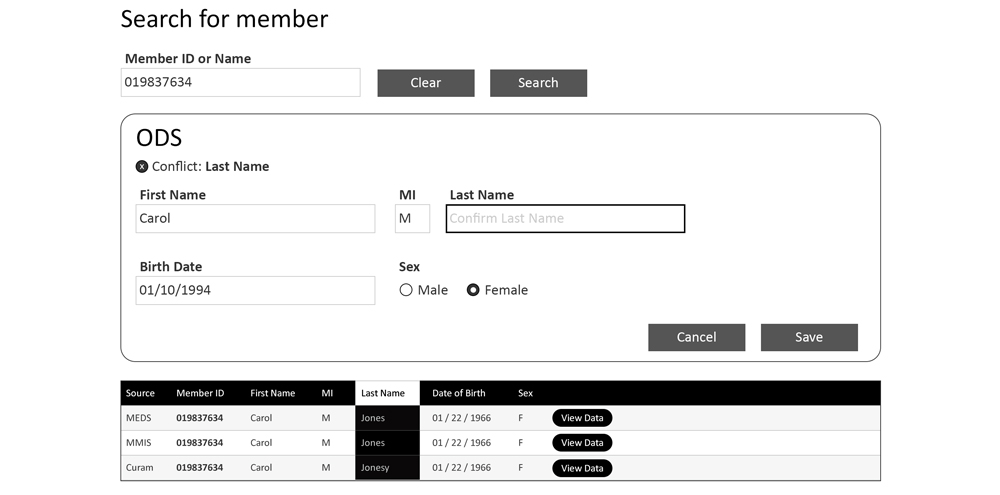 Search for member
Member ID or Name
019837634 Clear Search
ODS
x Conflict: Last Name
First Name MI Last Name
Carol M Confirm Last Name
Birth Date Sex
01/10/1994 Male Female
Cancel Save
Source Member ID First Name MI Last Name Date of Birth Sex
MEDS 019837634 Carol M Jones 01 / 22 / 1966 F View Data
MMIS 019837634 Carol M Jones 01 / 22 / 1966 F View Data
Curam 019837634 Carol M Jonesy 01 / 22 / 1966 F View Data